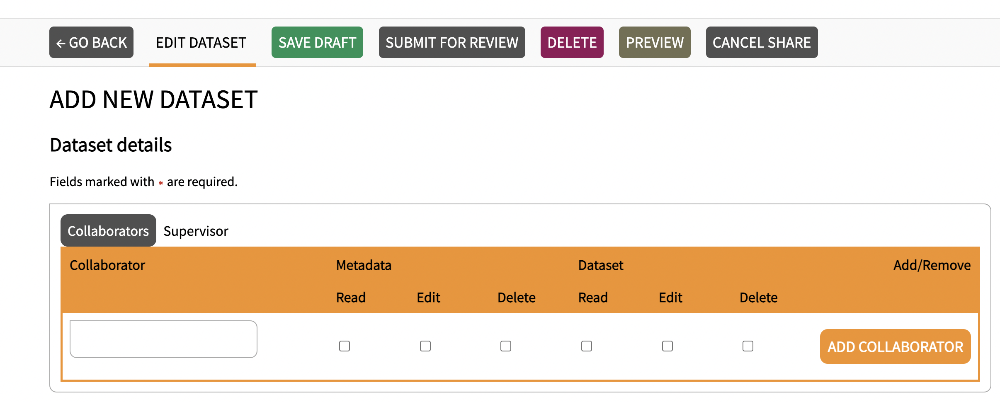 ← GO BACK EDIT DATASET SAVE DRAFT SUBMIT FOR REVIEW DELETE PREVIEW CANCEL SHARE
ADD NEW DATASET
Dataset details
Fields marked with * are required.
Collaborators Supervisor
Collaborator Metadata Dataset Add/Remove
Read Edit Delete Read Edit Delete
ADD COLLABORATOR